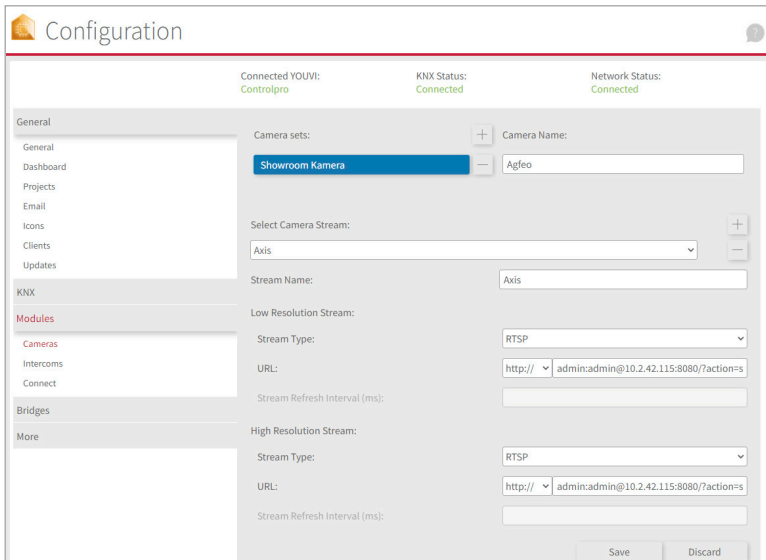 Configuration
?
Connected YOUVI: KNX Status: Network Status:
Controlpro Connected Connected
General
General
Dashboard
Projects
Email
Icons
Clients
Updates
KNX
Modules
Cameras
Intercoms
Connect
Bridges
More
Camera sets: + Camera Name:
Showroom Kamera — Agfeo
Select Camera Stream: +
Axis —
Stream Name: Axis
Low Resolution Stream:
Stream Type: RTSP
URL: http:// admin:admin@10.2.42.115:8080/?action=s
Stream Refresh Interval (ms):
High Resolution Stream:
Stream Type: RTSP
URL: http:// admin:admin@10.2.42.115:8080/?action=s
Stream Refresh Interval (ms):
Save Discard